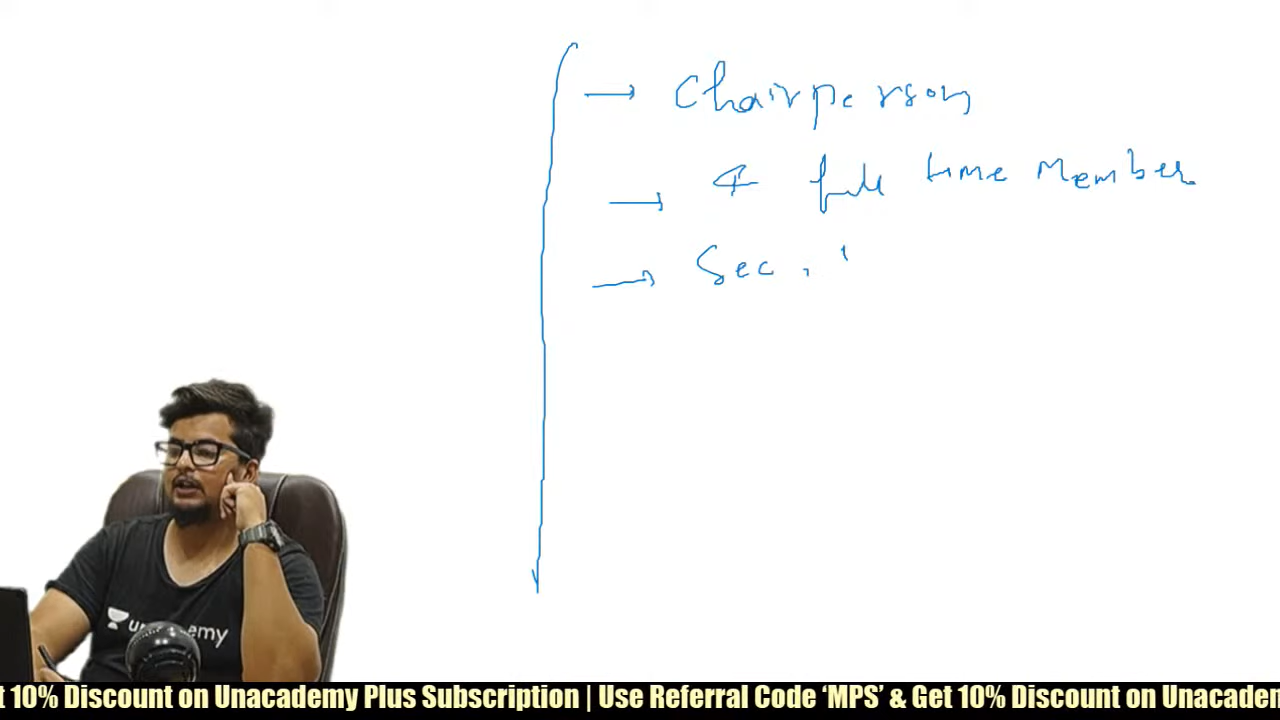 → Chairperson
→ 4 full time Member
→ Sec.
unacademy
t 10% Discount on Unacademy Plus Subscription | Use Referral Code ‘MPS’ & Get 10% Discount on Unacadem